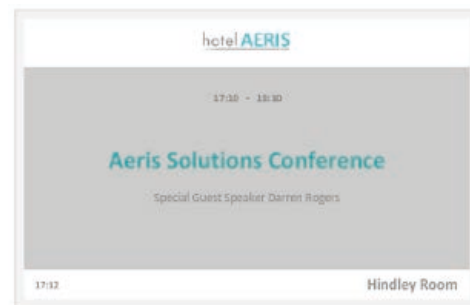 hotel AERIS
17:10 - 18:30
Aeris Solutions Conference
Special Guest Speaker Darren Rogers
17:12
Hindley Room